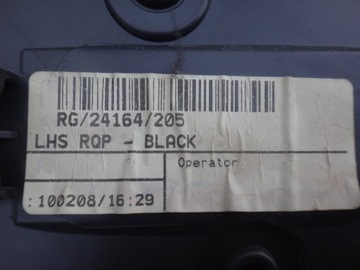 RG/24164/205
LHS RQP - BLACK
Operator
:100208/16:29